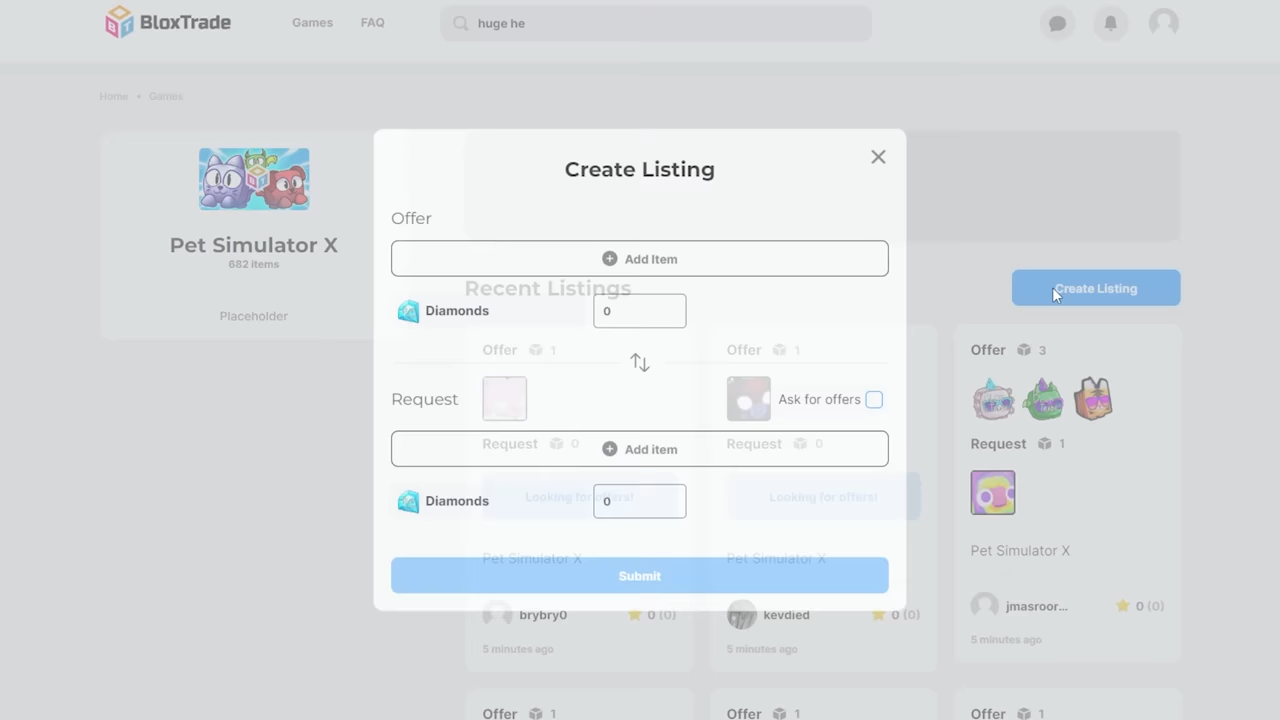 BloxTrade
Games
FAQ
huge he
Home • Games
Create Listing
Pet Simulator X
682 items
Placeholder
Offer
Add Item
Diamonds
0
Request
Ask for offers
Add item
Diamonds
0
Submit
Recent Listings
Create Listing
Offer 1
Request 0
Looking for offers!
Pet Simulator X
brybry0
0 (0)
5 minutes ago
Offer 1
Request 0
Looking for offers!
Pet Simulator X
kevdied
0 (0)
5 minutes ago
Offer 3
Request 1
Pet Simulator X
jmasroor...
0 (0)
5 minutes ago
Offer 1
Offer 1
Offer 1